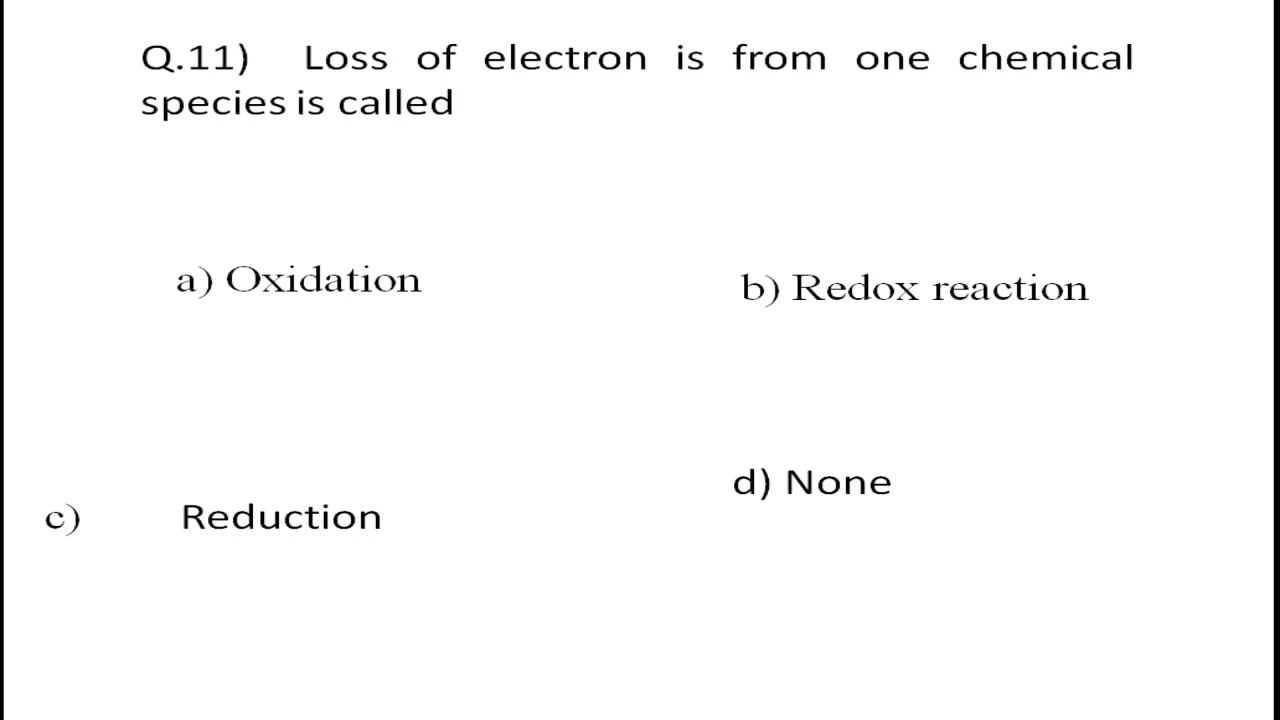 Q.11) Loss of electron is from one chemical
species is called
a) Oxidation
b) Redox reaction
c) Reduction
d) None